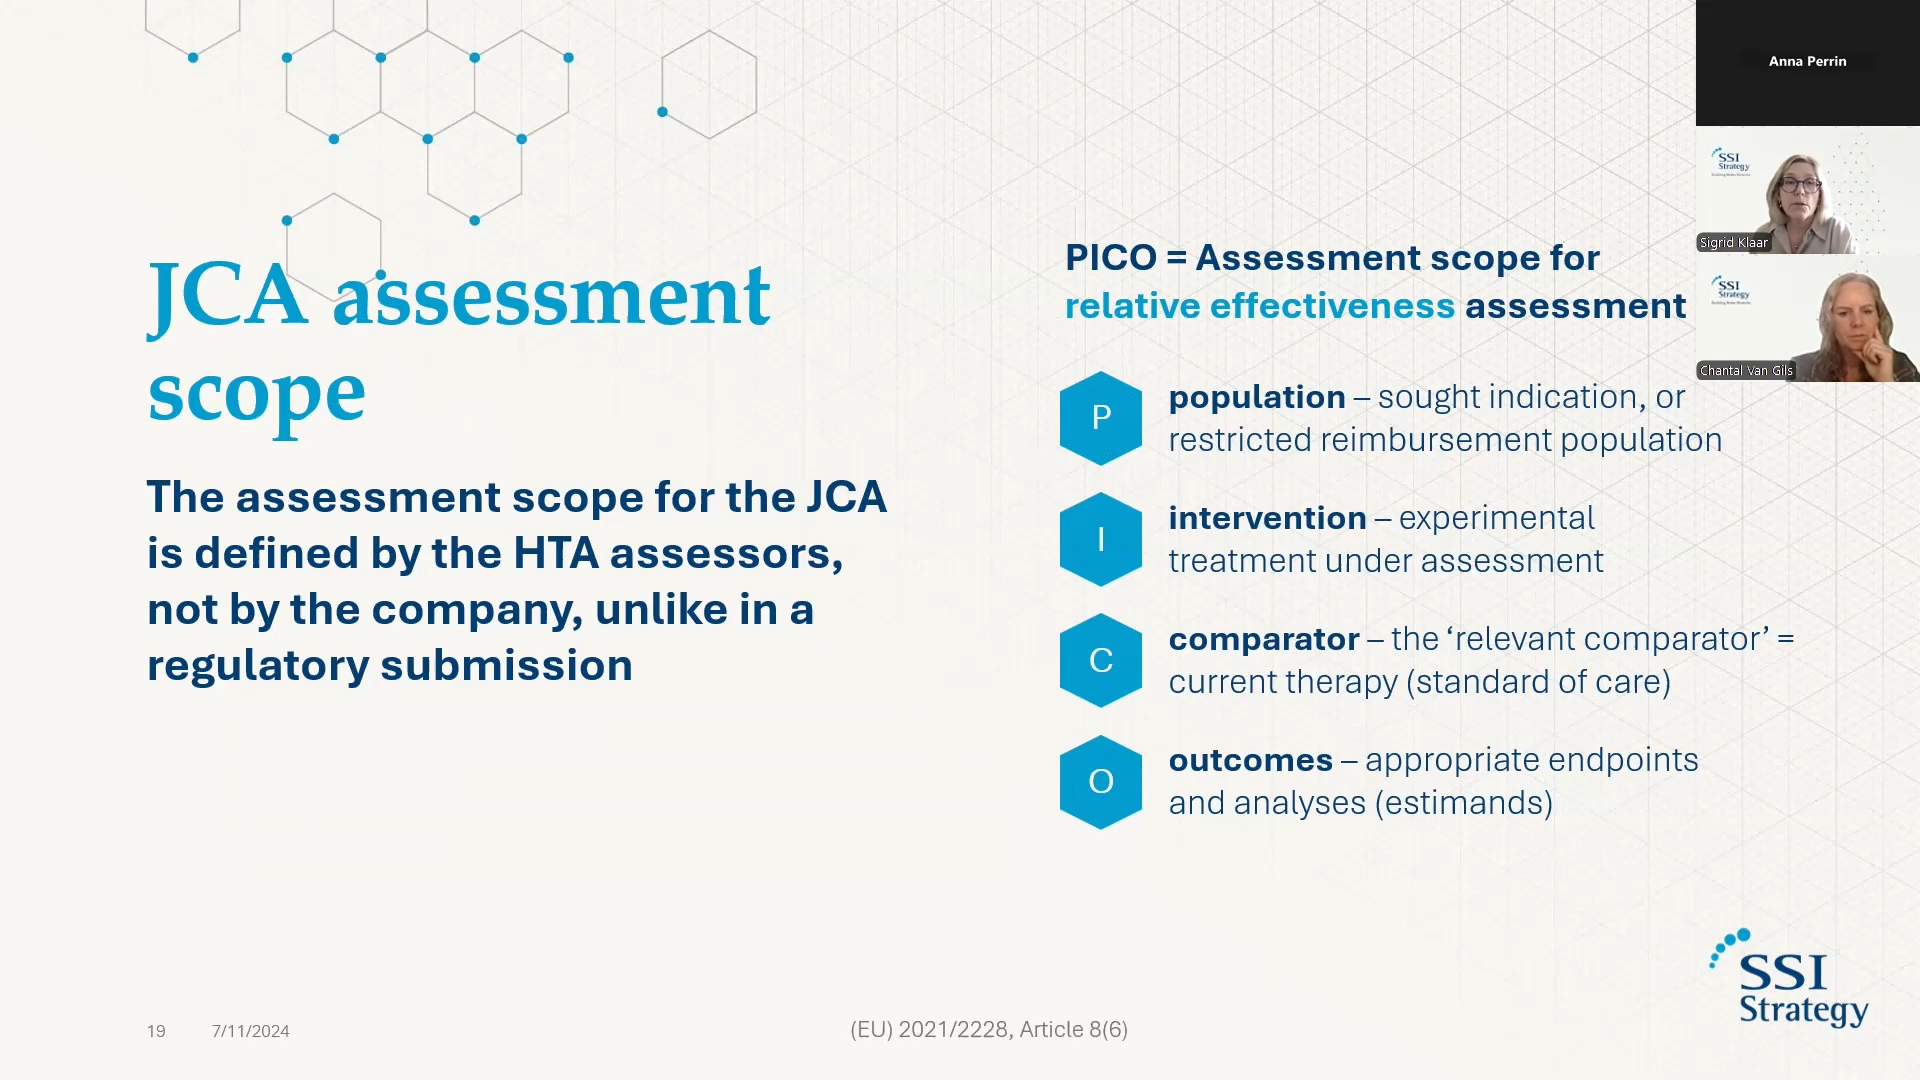 JCA assessment
scope
The assessment scope for the JCA
is defined by the HTA assessors,
not by the company, unlike in a
regulatory submission
PICO = Assessment scope for
relative effectiveness assessment
P
population – sought indication, or
restricted reimbursement population
I
intervention – experimental
treatment under assessment
C
comparator – the ‘relevant comparator’ =
current therapy (standard of care)
O
outcomes – appropriate endpoints
and analyses (estimands)
Anna Perrin
SSI
Strategy
Sigrid Klaar
SSI
Strategy
Chantal Van Gils
19
7/11/2024
(EU) 2021/2228, Article 8(6)
SSI
Strategy